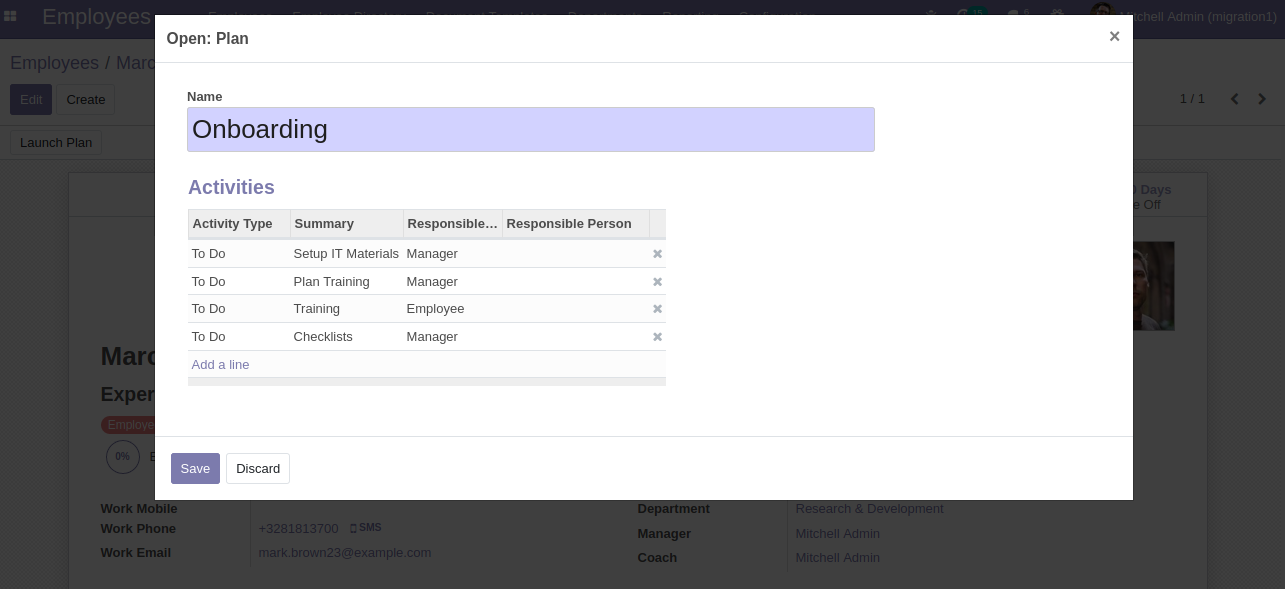 Employees
15
Mitchell Admin (migration1)
Open: Plan
×
Employees / Marc
Edit
Create
1 / 1
Launch Plan
Name
Onboarding
Activities
Activity Type Summary Responsible... Responsible Person
To Do Setup IT Materials Manager
To Do Plan Training Manager
To Do Training Employee
To Do Checklists Manager
Add a line
Days
e Off
Marc
Exper
Employe
0%
Save
Discard
Work Mobile
Work Phone +3281813700 SMS
Work Email mark.brown23@example.com
Department Research & Development
Manager Mitchell Admin
Coach Mitchell Admin